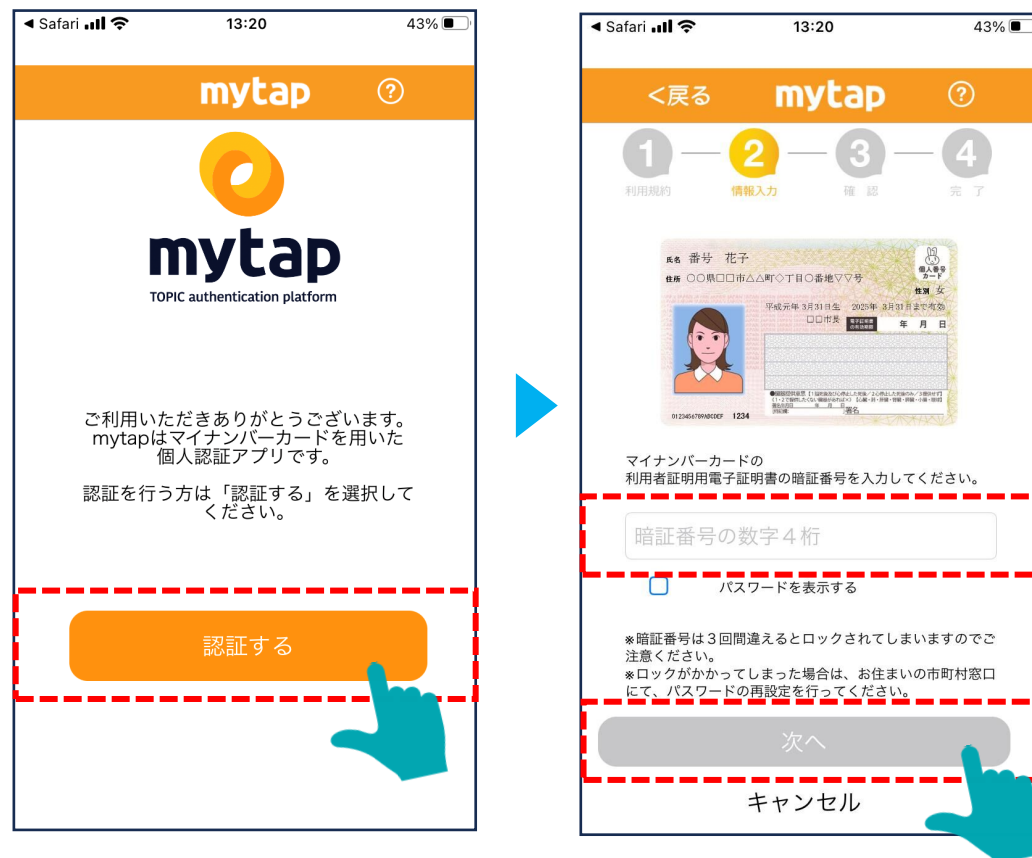 Safari
13:20
43%
mytap
?
mytap
TOPIC authentication platform
ご利用いただきありがとうございます。
mytapはマイナンバーカードを用いた
個人認証アプリです。
認証を行う方は「認証する」を選択して
ください。
認証する
Safari
13:20
43%
<戻る
mytap
?
1
2
3
4
利用規約
情報入力
確 認
完 了
氏名 番号 花子
住所 〇〇県□□市△△町◇丁目〇番地▽▽号
個人番号
カード
性別 女
平成元年 3月31日生 2025年 3月31日まで有効
□□市長
電子証明書
の有効期限
年 月 日
署名
0123456789ABCDEF 1234
マイナンバーカードの
利用者証明用電子証明書の暗証番号を入力してください。
暗証番号の数字４桁
パスワードを表示する
※暗証番号は３回間違えるとロックされてしまいますのでご
注意ください。
※ロックがかかってしまった場合は、お住まいの市町村窓口
にて、パスワードの再設定を行ってください。
次へ
キャンセル